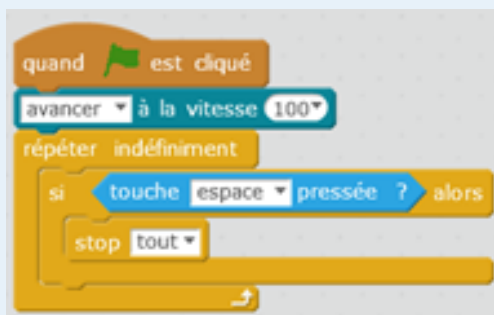 quand est cliqué
avancer à la vitesse 100
répéter indéfiniment
si touche espace pressée ? alors
stop tout